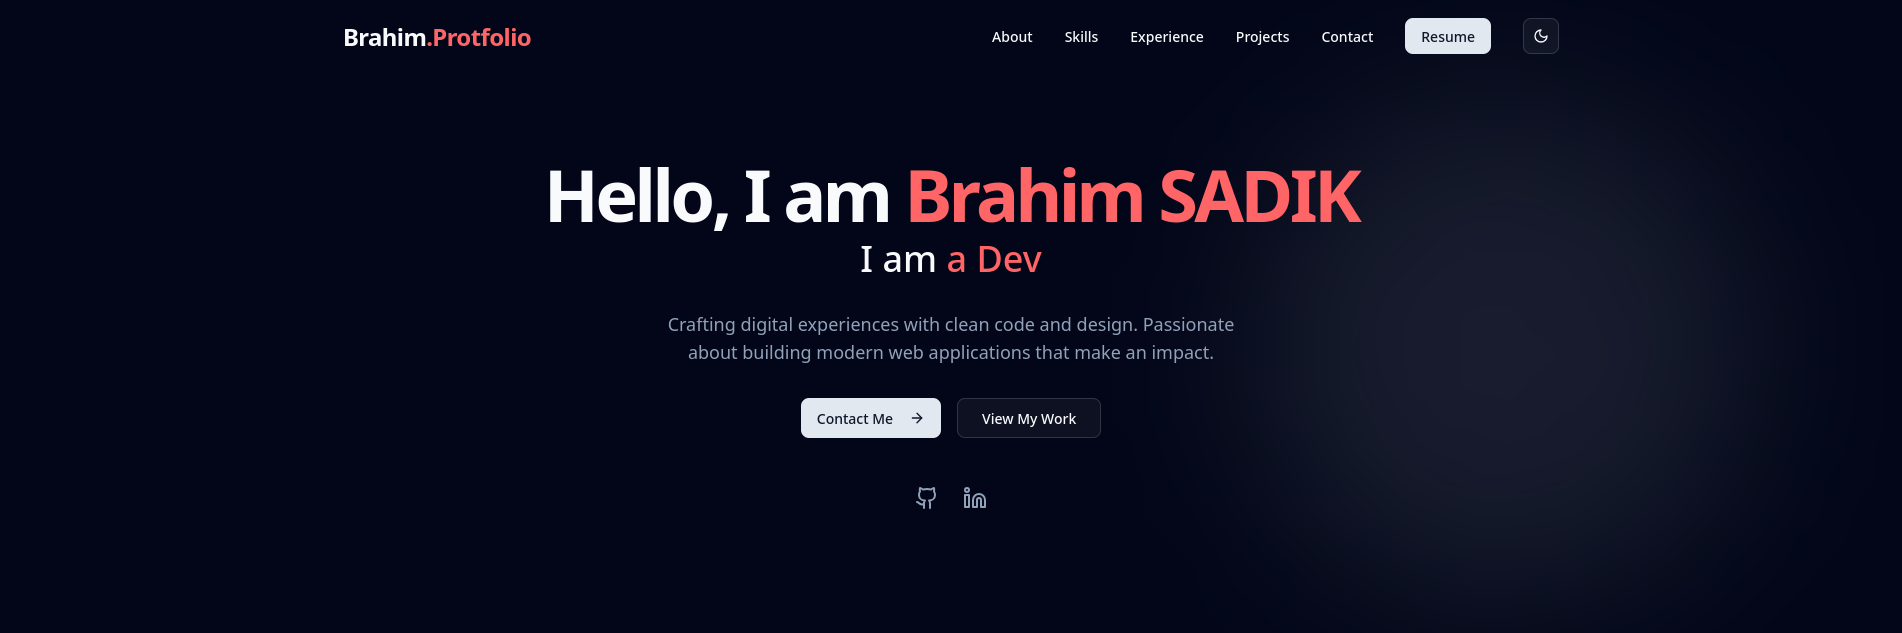 Brahim.Protfolio
About
Skills
Experience
Projects
Contact
Resume
Hello, I am Brahim SADIK
I am a Dev
Crafting digital experiences with clean code and design. Passionate
about building modern web applications that make an impact.
Contact Me
View My Work